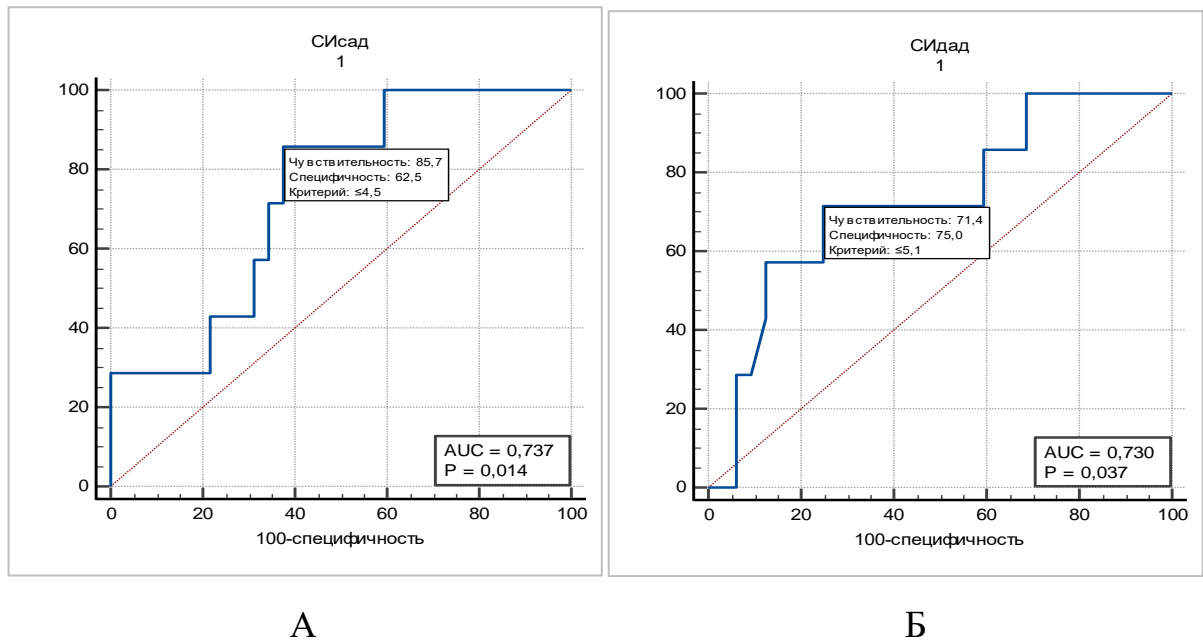 СИсад
1
100
80
60
40
20
0
Чувствительность: 85,7
Специфичность: 62,5
Критерий: ≤4,5
AUC = 0,737
P = 0,014
0 20 40 60 80 100
100-специфичность
А
СИдад
1
100
80
60
40
20
0
Чувствительность: 71,4
Специфичность: 75,0
Критерий: ≤5,1
AUC = 0,730
P = 0,037
0 20 40 60 80 100
100-специфичность
Б